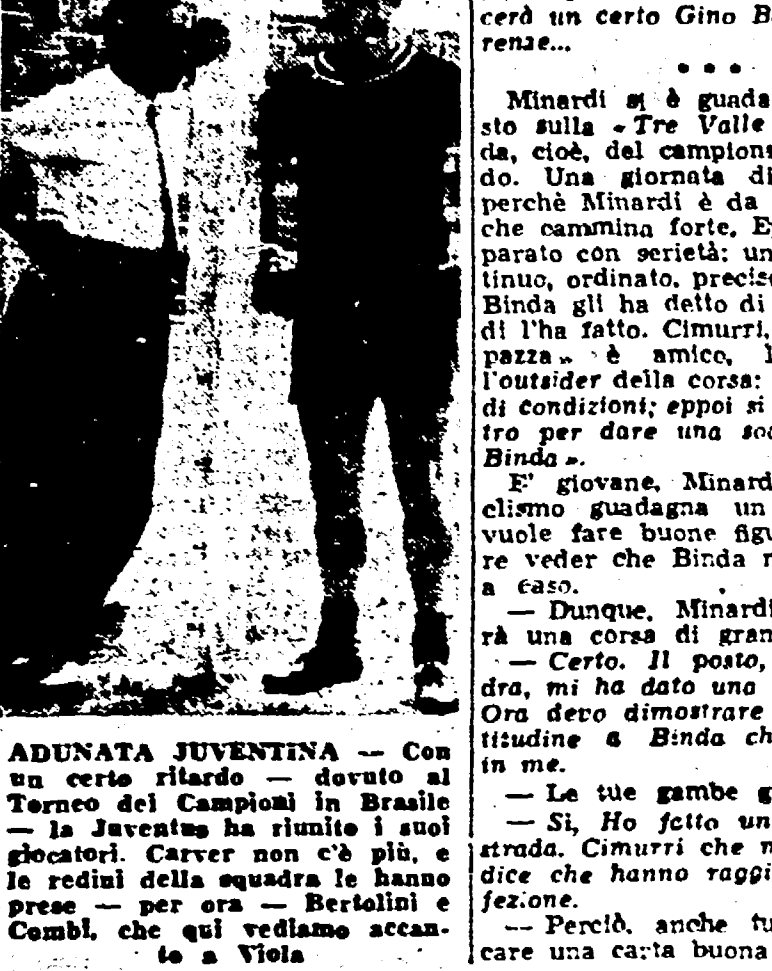 ADUNATA JUVENTINA — Con
un certo ritardo — dovuto al
Torneo dei Campioni in Brasile
— la Juventus ha riunito i suoi
giocatori. Carver non c'è più, e
le redini della squadra le hanno
prese — per ora — Bertolini e
Combi, che qui vediamo accan-
to a Viola
cerà un certo Gino B
renze...
• • •
Minardi si è guada
sto sulla « Tre Valle
da, cioè, del campiona
do. Una giornata di
perchè Minardi è da
che cammina forte. E
parato con serietà: un
tinuo, ordinato, precis
Binda gli ha detto di
di l'ha fatto. Cimurri,
pazza » è amico, l
l'outsider della corsa:
di condizioni; eppoi si
tro per dare una so
Binda ».
E' giovane, Minard
clismo guadagna un
vuole fare buone figu
re veder che Binda n
a caso.
— Dunque, Minardi
rà una corsa di gran
— Certo. Il posto,
dra, mi ha dato una
Ora devo dimostrare
titudine a Binda ch
in me.
— Le tue gambe g
— Si, Ho fatto un
strada. Cimurri che m
dice che hanno raggi
fezione.
— Perciò, anche tu
care una carta buona